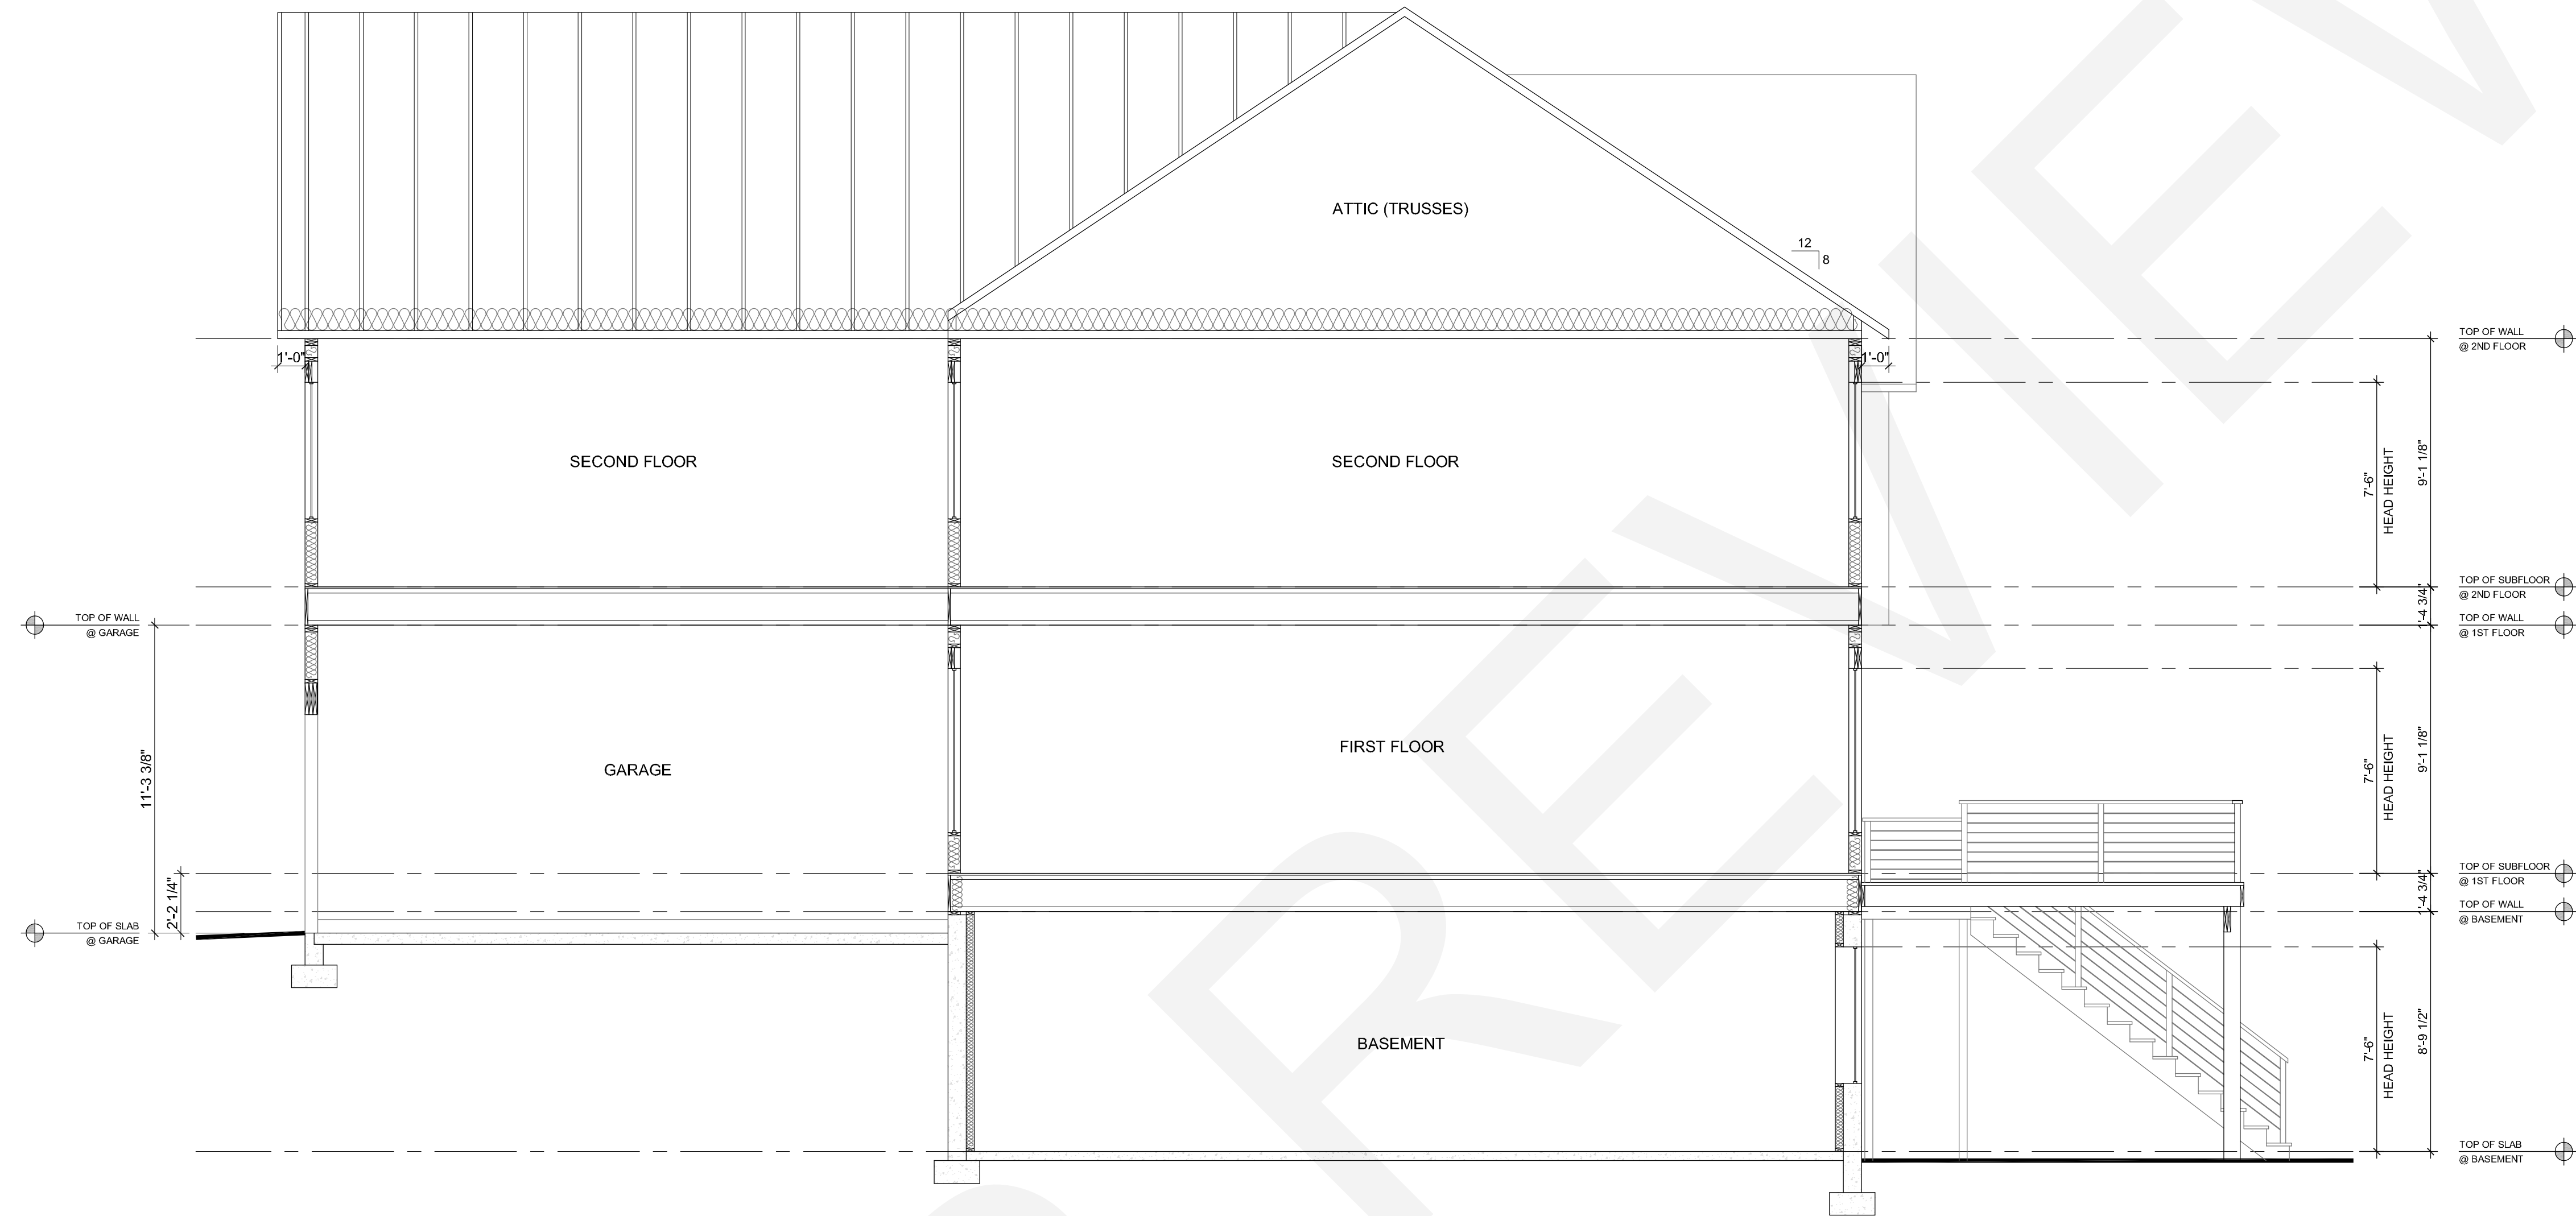 ATTIC (TRUSSES)
12
8
1'-0"
1'-0"
TOP OF WALL
@ 2ND FLOOR
SECOND FLOOR
SECOND FLOOR
7'-6"
HEAD HEIGHT
9'-1 1/8"
TOP OF SUBFLOOR
@ 2ND FLOOR
1'-4 3/4"
TOP OF WALL
@ GARAGE
TOP OF WALL
@ 1ST FLOOR
11'-3 3/8"
GARAGE
FIRST FLOOR
7'-6"
HEAD HEIGHT
9'-1 1/8"
2'-2 1/4"
TOP OF SUBFLOOR
@ 1ST FLOOR
1'-4 3/4"
TOP OF WALL
@ BASEMENT
TOP OF SLAB
@ GARAGE
BASEMENT
7'-6"
HEAD HEIGHT
8'-9 1/2"
TOP OF SLAB
@ BASEMENT
PREVIEW